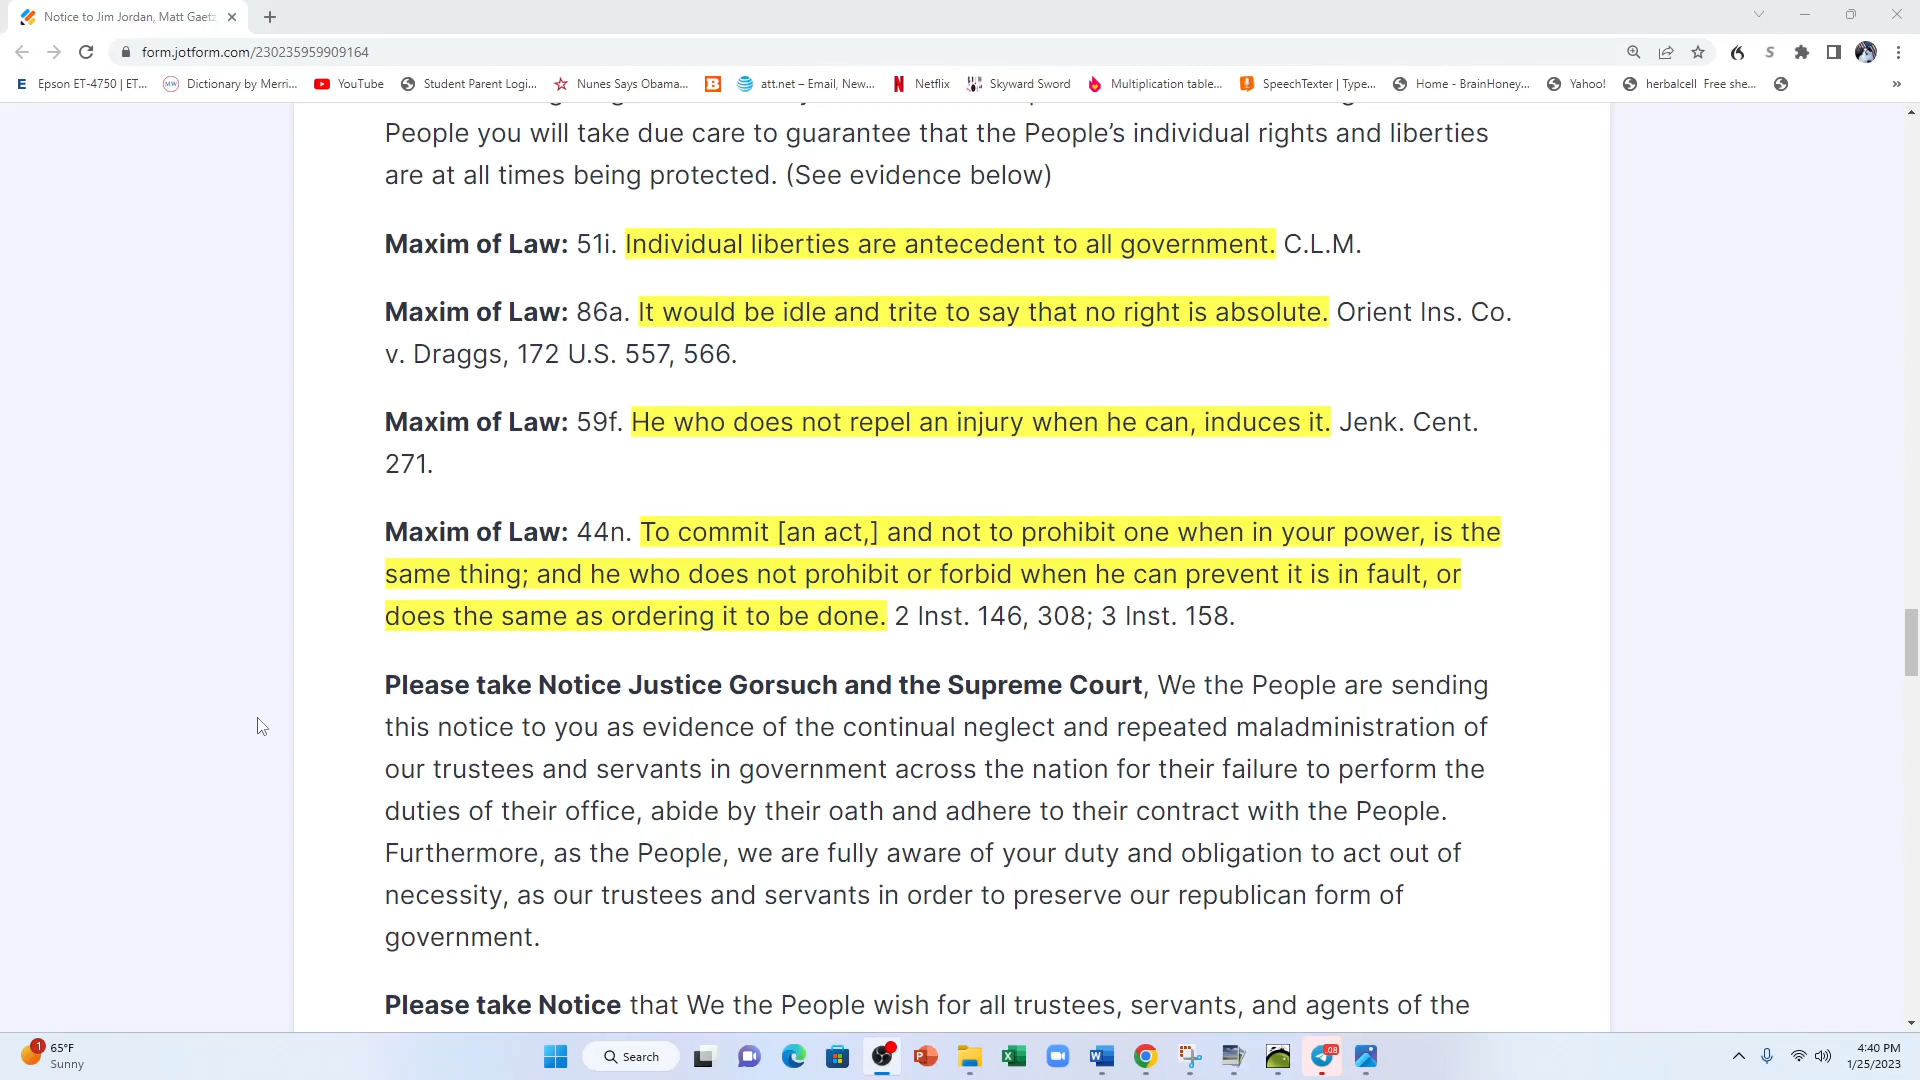 Notice to Jim Jordan, Matt Gaetz
form.jotform.com/230235959909164
Epson ET-4750 | ET...
Dictionary by Merri...
YouTube
Student Parent Logi...
Nunes Says Obama...
att.net – Email, New...
Netflix
Skyward Sword
Multiplication table...
SpeechTexter | Type...
Home - BrainHoney...
Yahoo!
herbalcell Free she...
People you will take due care to guarantee that the People’s individual rights and liberties
are at all times being protected. (See evidence below)
Maxim of Law: 51i. Individual liberties are antecedent to all government. C.L.M.
Maxim of Law: 86a. It would be idle and trite to say that no right is absolute. Orient Ins. Co.
v. Draggs, 172 U.S. 557, 566.
Maxim of Law: 59f. He who does not repel an injury when he can, induces it. Jenk. Cent.
271.
Maxim of Law: 44n. To commit [an act,] and not to prohibit one when in your power, is the
same thing; and he who does not prohibit or forbid when he can prevent it is in fault, or
does the same as ordering it to be done. 2 Inst. 146, 308; 3 Inst. 158.
Please take Notice Justice Gorsuch and the Supreme Court, We the People are sending
this notice to you as evidence of the continual neglect and repeated maladministration of
our trustees and servants in government across the nation for their failure to perform the
duties of their office, abide by their oath and adhere to their contract with the People.
Furthermore, as the People, we are fully aware of your duty and obligation to act out of
necessity, as our trustees and servants in order to preserve our republican form of
government.
Please take Notice that We the People wish for all trustees, servants, and agents of the
1
65°F
Sunny
Search
4:40 PM
1/25/2023